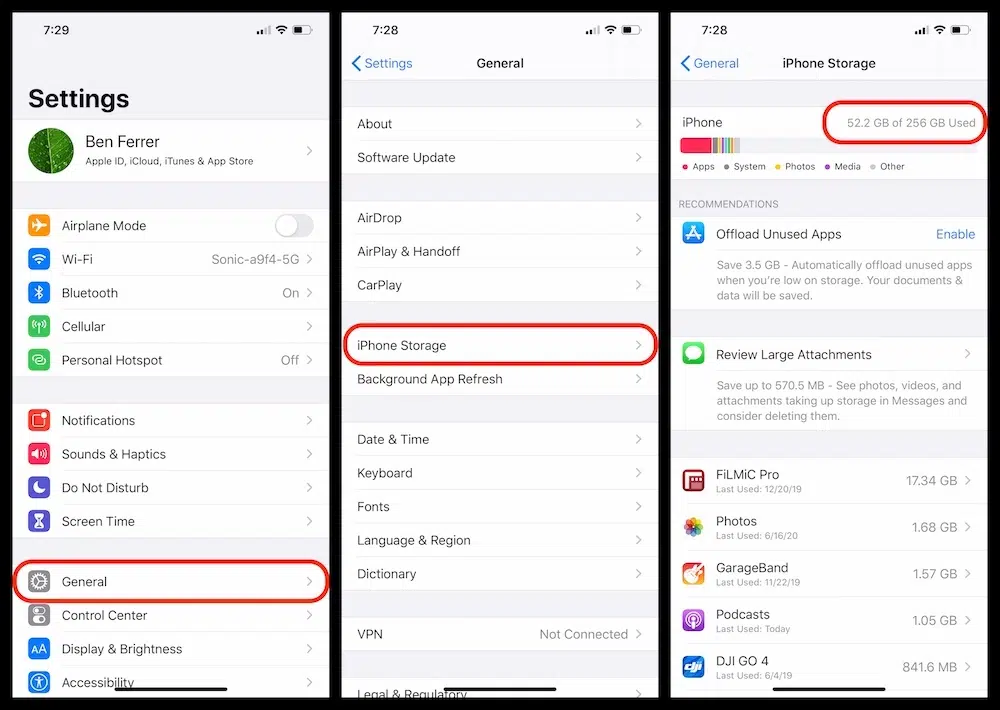 7:29
Settings
Ben Ferrer
Apple ID, iCloud, iTunes & App Store
Airplane Mode
Wi-Fi Sonic-a9f4-5G
Bluetooth On
Cellular
Personal Hotspot Off
Notifications
Sounds & Haptics
Do Not Disturb
Screen Time
General
Control Center
AA Display & Brightness
Accessibility
7:28
Settings General
About
Software Update
AirDrop
AirPlay & Handoff
CarPlay
iPhone Storage
Background App Refresh
Date & Time
Keyboard
Fonts
Language & Region
Dictionary
VPN Not Connected
Legal & Regulatory
7:28
General iPhone Storage
iPhone 52.2 GB of 256 GB Used
Apps System Photos Media Other
RECOMMENDATIONS
Offload Unused Apps Enable
Save 3.5 GB - Automatically offload unused apps
when you're low on storage. Your documents &
data will be saved.
Review Large Attachments
Save up to 570.5 MB - See photos, videos, and
attachments taking up storage in Messages and
consider deleting them.
FiLMiC Pro 17.34 GB
Last Used: 12/20/19
Photos 1.68 GB
Last Used: 6/16/20
GarageBand 1.57 GB
Last Used: 11/22/19
Podcasts 1.05 GB
Last Used: Today
dji DJI GO 4 841.6 MB
Last Used: 6/4/19